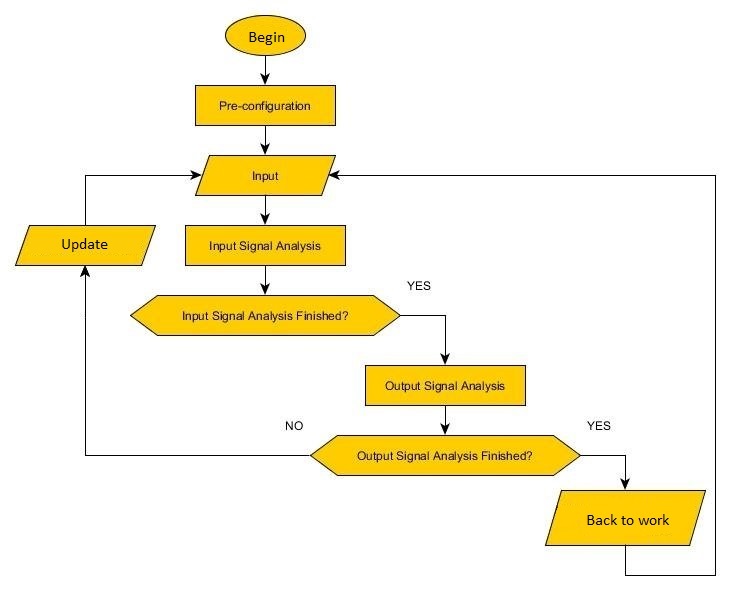 Begin
Pre-configuration
Input
Update
Input Signal Analysis
YES
Input Signal Analysis Finished?
Output Signal Analysis
NO
YES
Output Signal Analysis Finished?
Back to work